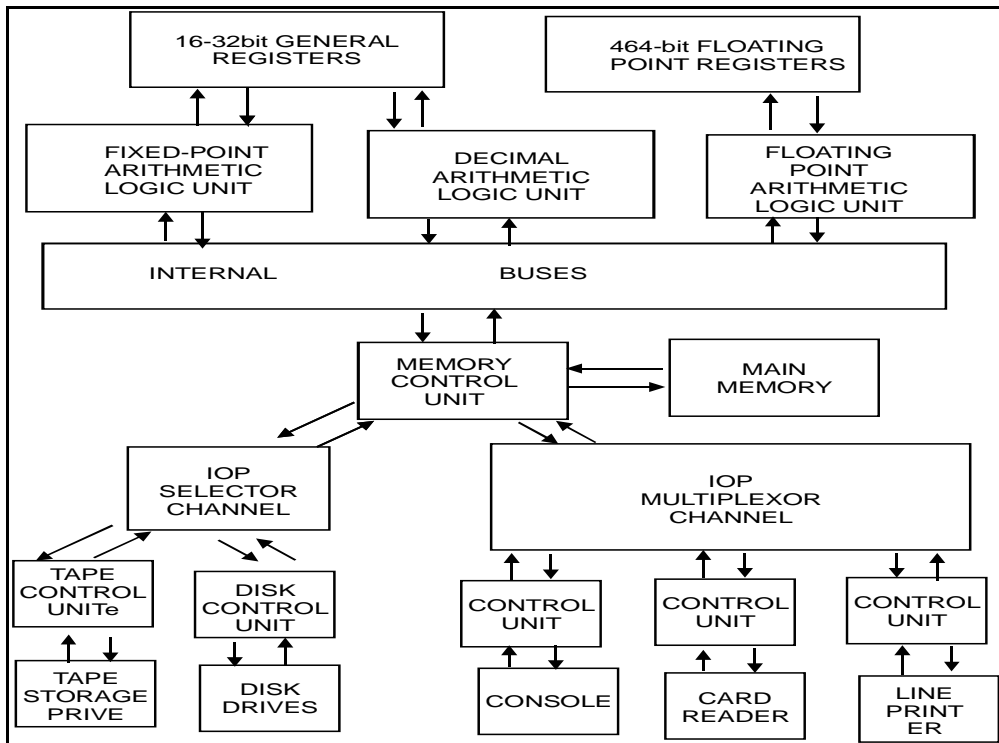 16-32bit GENERAL
REGISTERS
464-bit FLOATING
POINT REGISTERS
FIXED-POINT
ARITHMETIC
LOGIC UNIT
DECIMAL
ARITHMETIC
LOGIC UNIT
FLOATING
POINT
ARITHMETIC
LOGIC UNIT
INTERNAL BUSES
MEMORY
CONTROL
UNIT
MAIN
MEMORY
IOP
SELECTOR
CHANNEL
IOP
MULTIPLEXOR
CHANNEL
TAPE
CONTROL
UNITe
DISK
CONTROL
UNIT
CONTROL
UNIT
CONTROL
UNIT
CONTROL
UNIT
TAPE
STORAGE
PRIVE
DISK
DRIVES
CONSOLE
CARD
READER
LINE
PRINT
ER